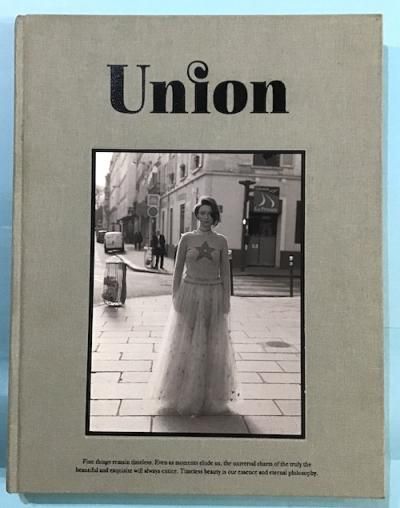 Union
Fine things remain timeless. Even as moments elude us, the universal charm of the truly the
beautiful and exquisite will always entice. Timeless beauty is our essence and eternal philosophy.